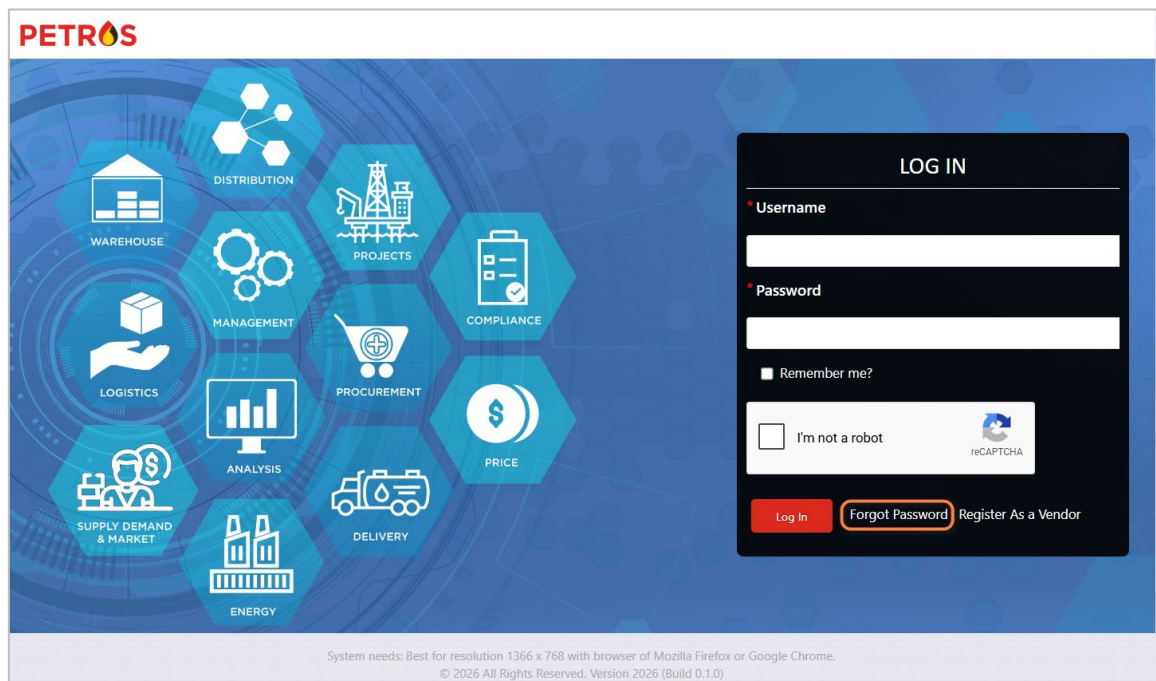 PETROS
DISTRIBUTION
WAREHOUSE
PROJECTS
MANAGEMENT
COMPLIANCE
LOGISTICS
PROCUREMENT
ANALYSIS
PRICE
SUPPLY DEMAND
& MARKET
DELIVERY
ENERGY
LOG IN
* Username
* Password
Remember me?
I'm not a robot
reCAPTCHA
Log In Forgot Password Register As a Vendor
System needs: Best for resolution 1366 x 768 with browser of Mozilla Firefox or Google Chrome.
© 2026 All Rights Reserved. Version 2026 (Build 0.1.0)